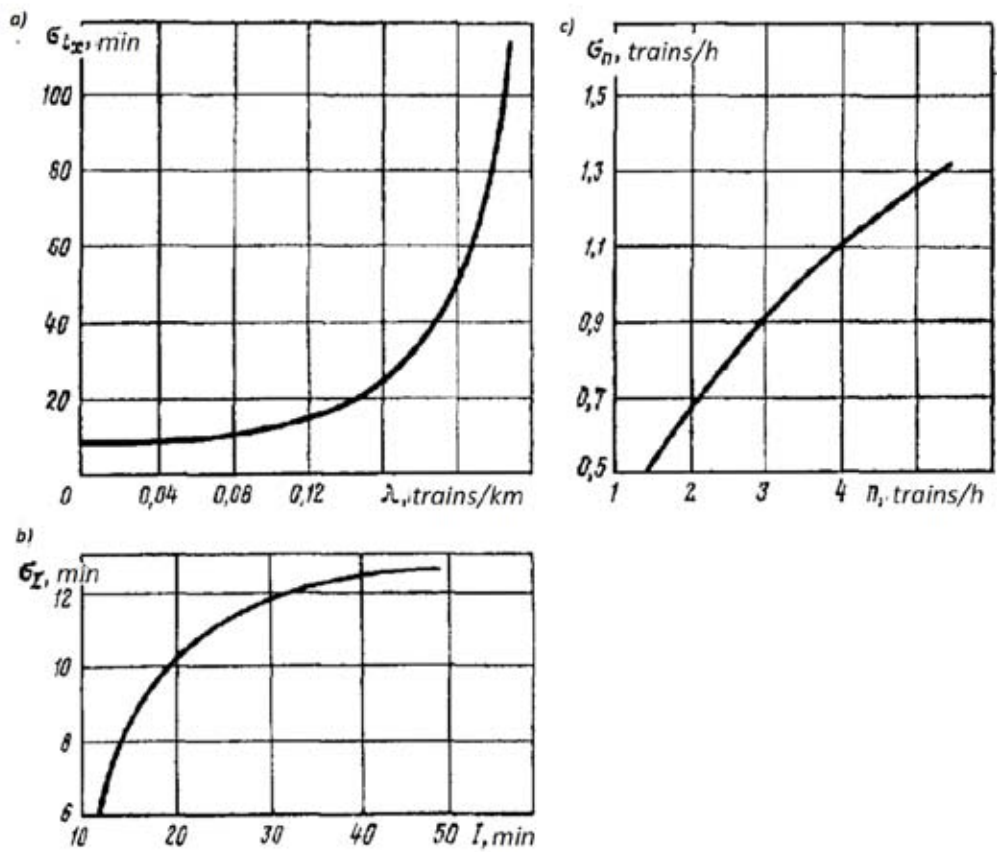 a)
σtx, min
100
80
60
40
20
0 0,04 0,08 0,12 λ, trains/km
c)
σn, trains/h
1,5
1,3
1,1
0,9
0,7
0,5
1 2 3 4 n, trains/h
b)
σI, min
12
10
8
6
10 20 30 40 50 I, min